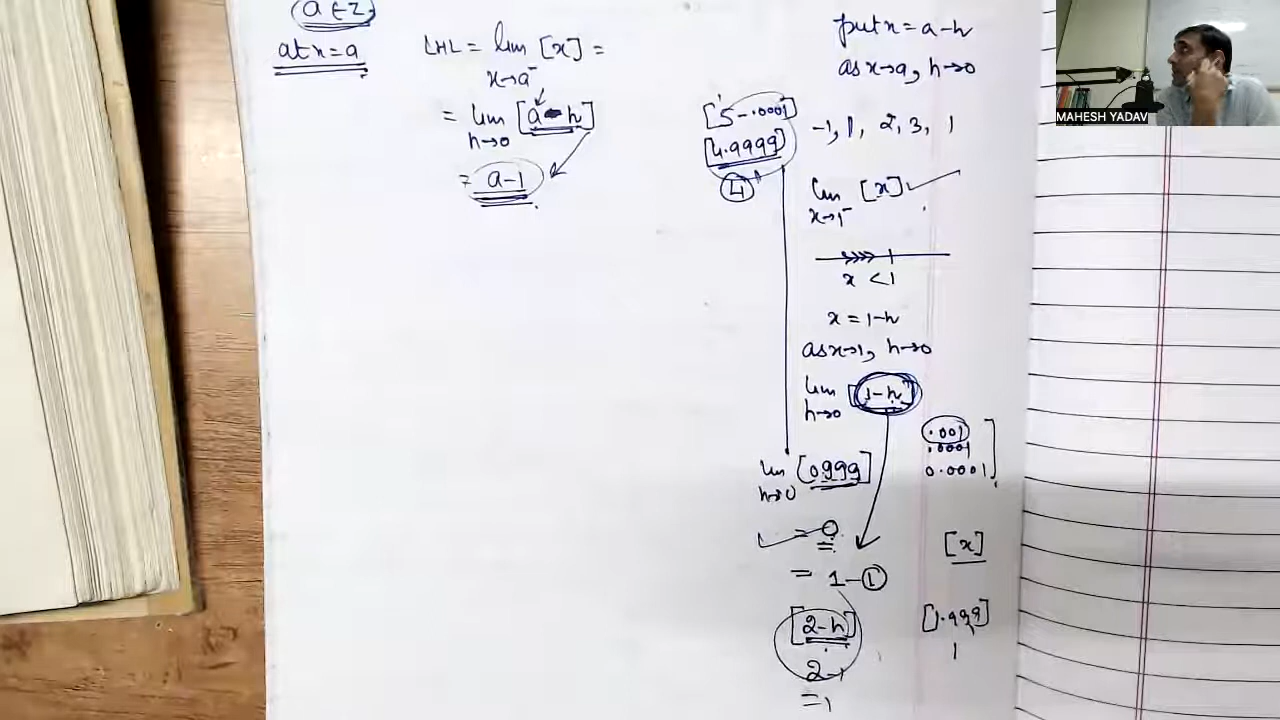 a ∈ Z
at x = a
LHL = lim [x] =
x→a⁻
= lim [a-h]
h→0
= a-1
[5-.0001]
[4.9999]
4
put x = a-h
as x→a, h→0
-1, 1, 2, 3, 1
lim [x]
x→1⁻
x < 1
x = 1-h
as x→1, h→0
lim [1-h]
h→0
.001
.0001
0.0001
lim [0.999]
h→0
= 0
= 1-1
[x]
[2-h]
2-1
=1
[1.999]
1
MAHESH YADAV